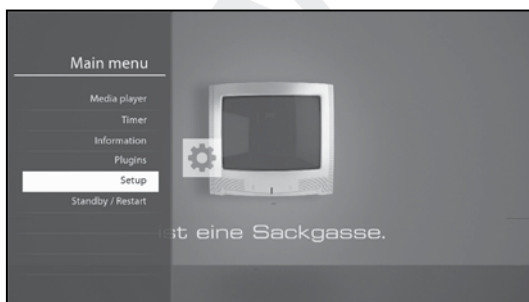 Main menu
Media player
Timer
Information
Plugins
Setup
Standby / Restart
ist eine Sackgasse.